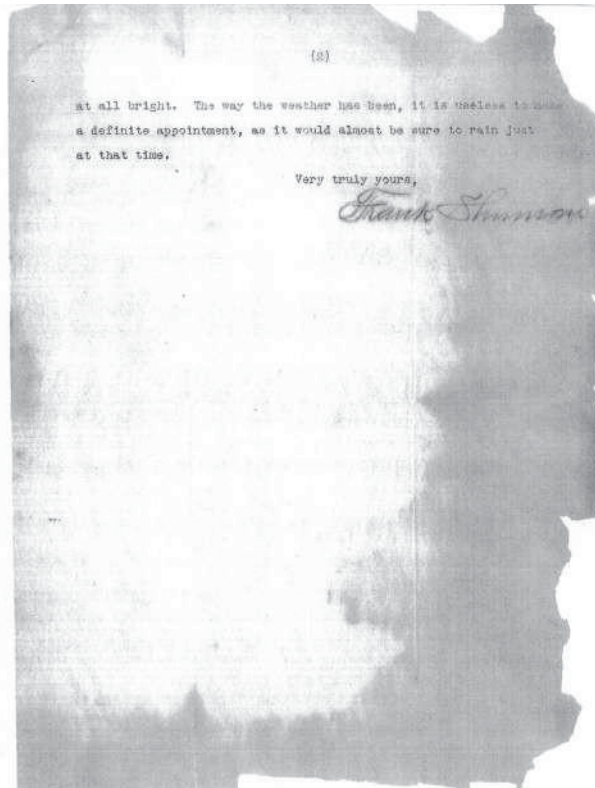 (2)
at all bright. The way the weather has been, it is useless to make
a definite appointment, as it would almost be sure to rain just
at that time.
Very truly yours,
Frank Shuman